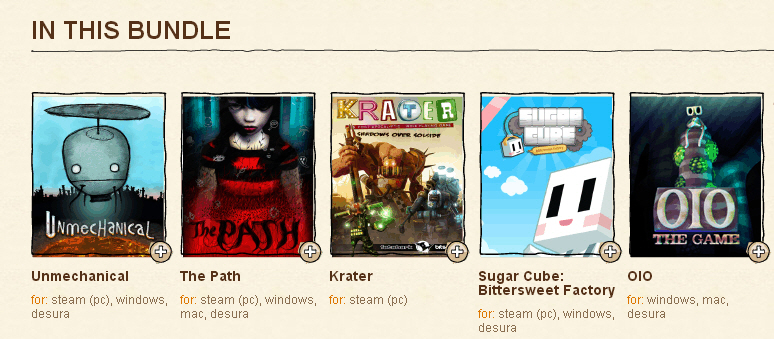 IN THIS BUNDLE
UNMECHANICAL
The PATH
KRATER
SHADOWS OVER SOLSIDE
SUGAR
CUBE
OIO
THE GAME
Unmechanical
for: steam (pc), windows,
desura
The Path
for: steam (pc), windows,
mac, desura
Krater
for: steam (pc)
Sugar Cube:
Bittersweet Factory
for: steam (pc), windows,
desura
OIO
for: windows, mac,
desura